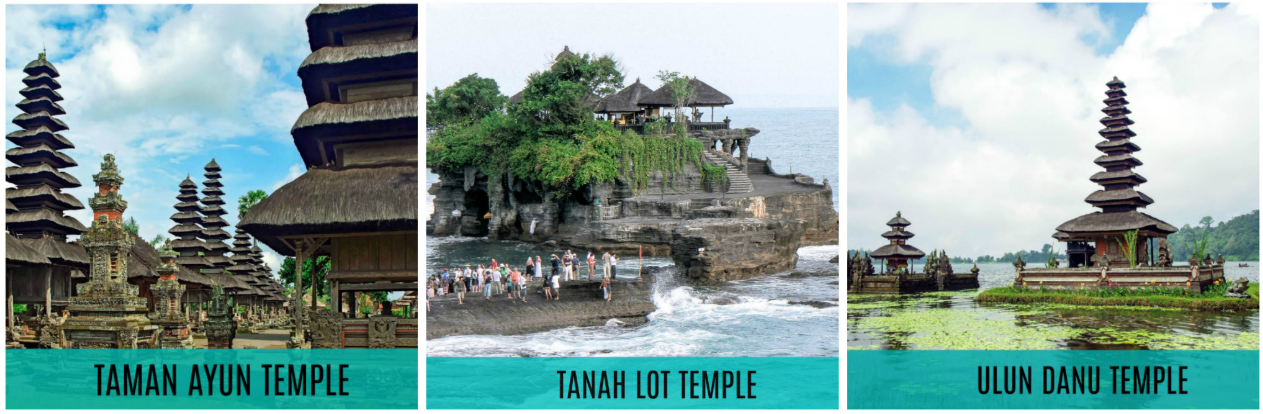 TAMAN AYUN TEMPLE
TANAH LOT TEMPLE
ULUN DANU TEMPLE